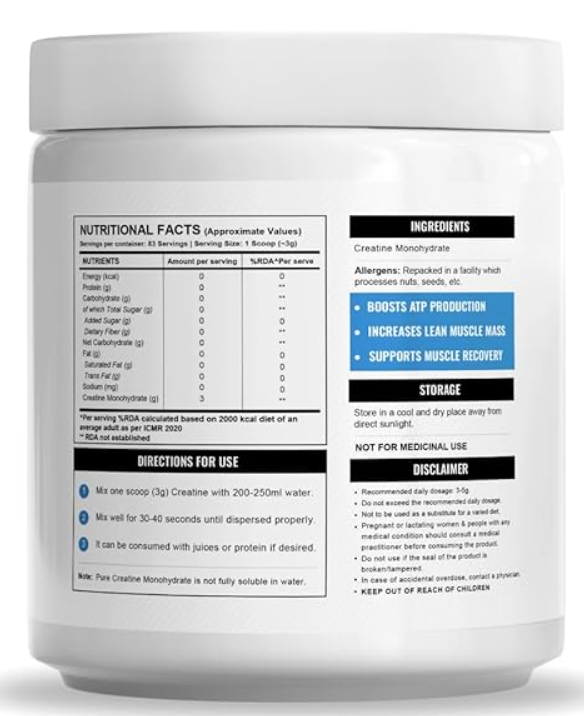 NUTRITIONAL FACTS (Approximate Values)
Servings per container: 83 Servings | Serving Size: 1 Scoop (~3g)
NUTRIENTS Amount per serving %RDA^Per serve
Energy (kcal) 0 0
Protein (g) 0 **
Carbohydrate (g) 0 **
of which Total Sugar (g) 0 **
Added Sugar (g) 0 0
Dietary Fiber (g) 0 **
Net Carbohydrate (g) 0 **
Fat (g) 0 0
Saturated Fat (g) 0 0
Trans Fat (g) 0 0
Sodium (mg) 0 0
Creatine Monohydrate (g) 3 **
^Per serving %RDA calculated based on 2000 kcal diet of an
average adult as per ICMR 2020
** RDA not established
DIRECTIONS FOR USE
1 Mix one scoop (3g) Creatine with 200-250ml water.
2 Mix well for 30-40 seconds until dispersed properly.
3 It can be consumed with juices or protein if desired.
Note: Pure Creatine Monohydrate is not fully soluble in water.
INGREDIENTS
Creatine Monohydrate
Allergens: Repacked in a facility which
processes nuts, seeds, etc.
• BOOSTS ATP PRODUCTION
• INCREASES LEAN MUSCLE MASS
• SUPPORTS MUSCLE RECOVERY
STORAGE
Store in a cool and dry place away from
direct sunlight.
NOT FOR MEDICINAL USE
DISCLAIMER
• Recommended daily dosage: 3-5g.
• Do not exceed the recommended daily dosage.
• Not to be used as a substitute for a varied diet.
• Pregnant or lactating women & people with any
medical condition should consult a medical
practitioner before consuming the product.
• Do not use if the seal of the product is
broken/tampered.
• In case of accidental overdose, contact a physician.
• KEEP OUT OF REACH OF CHILDREN